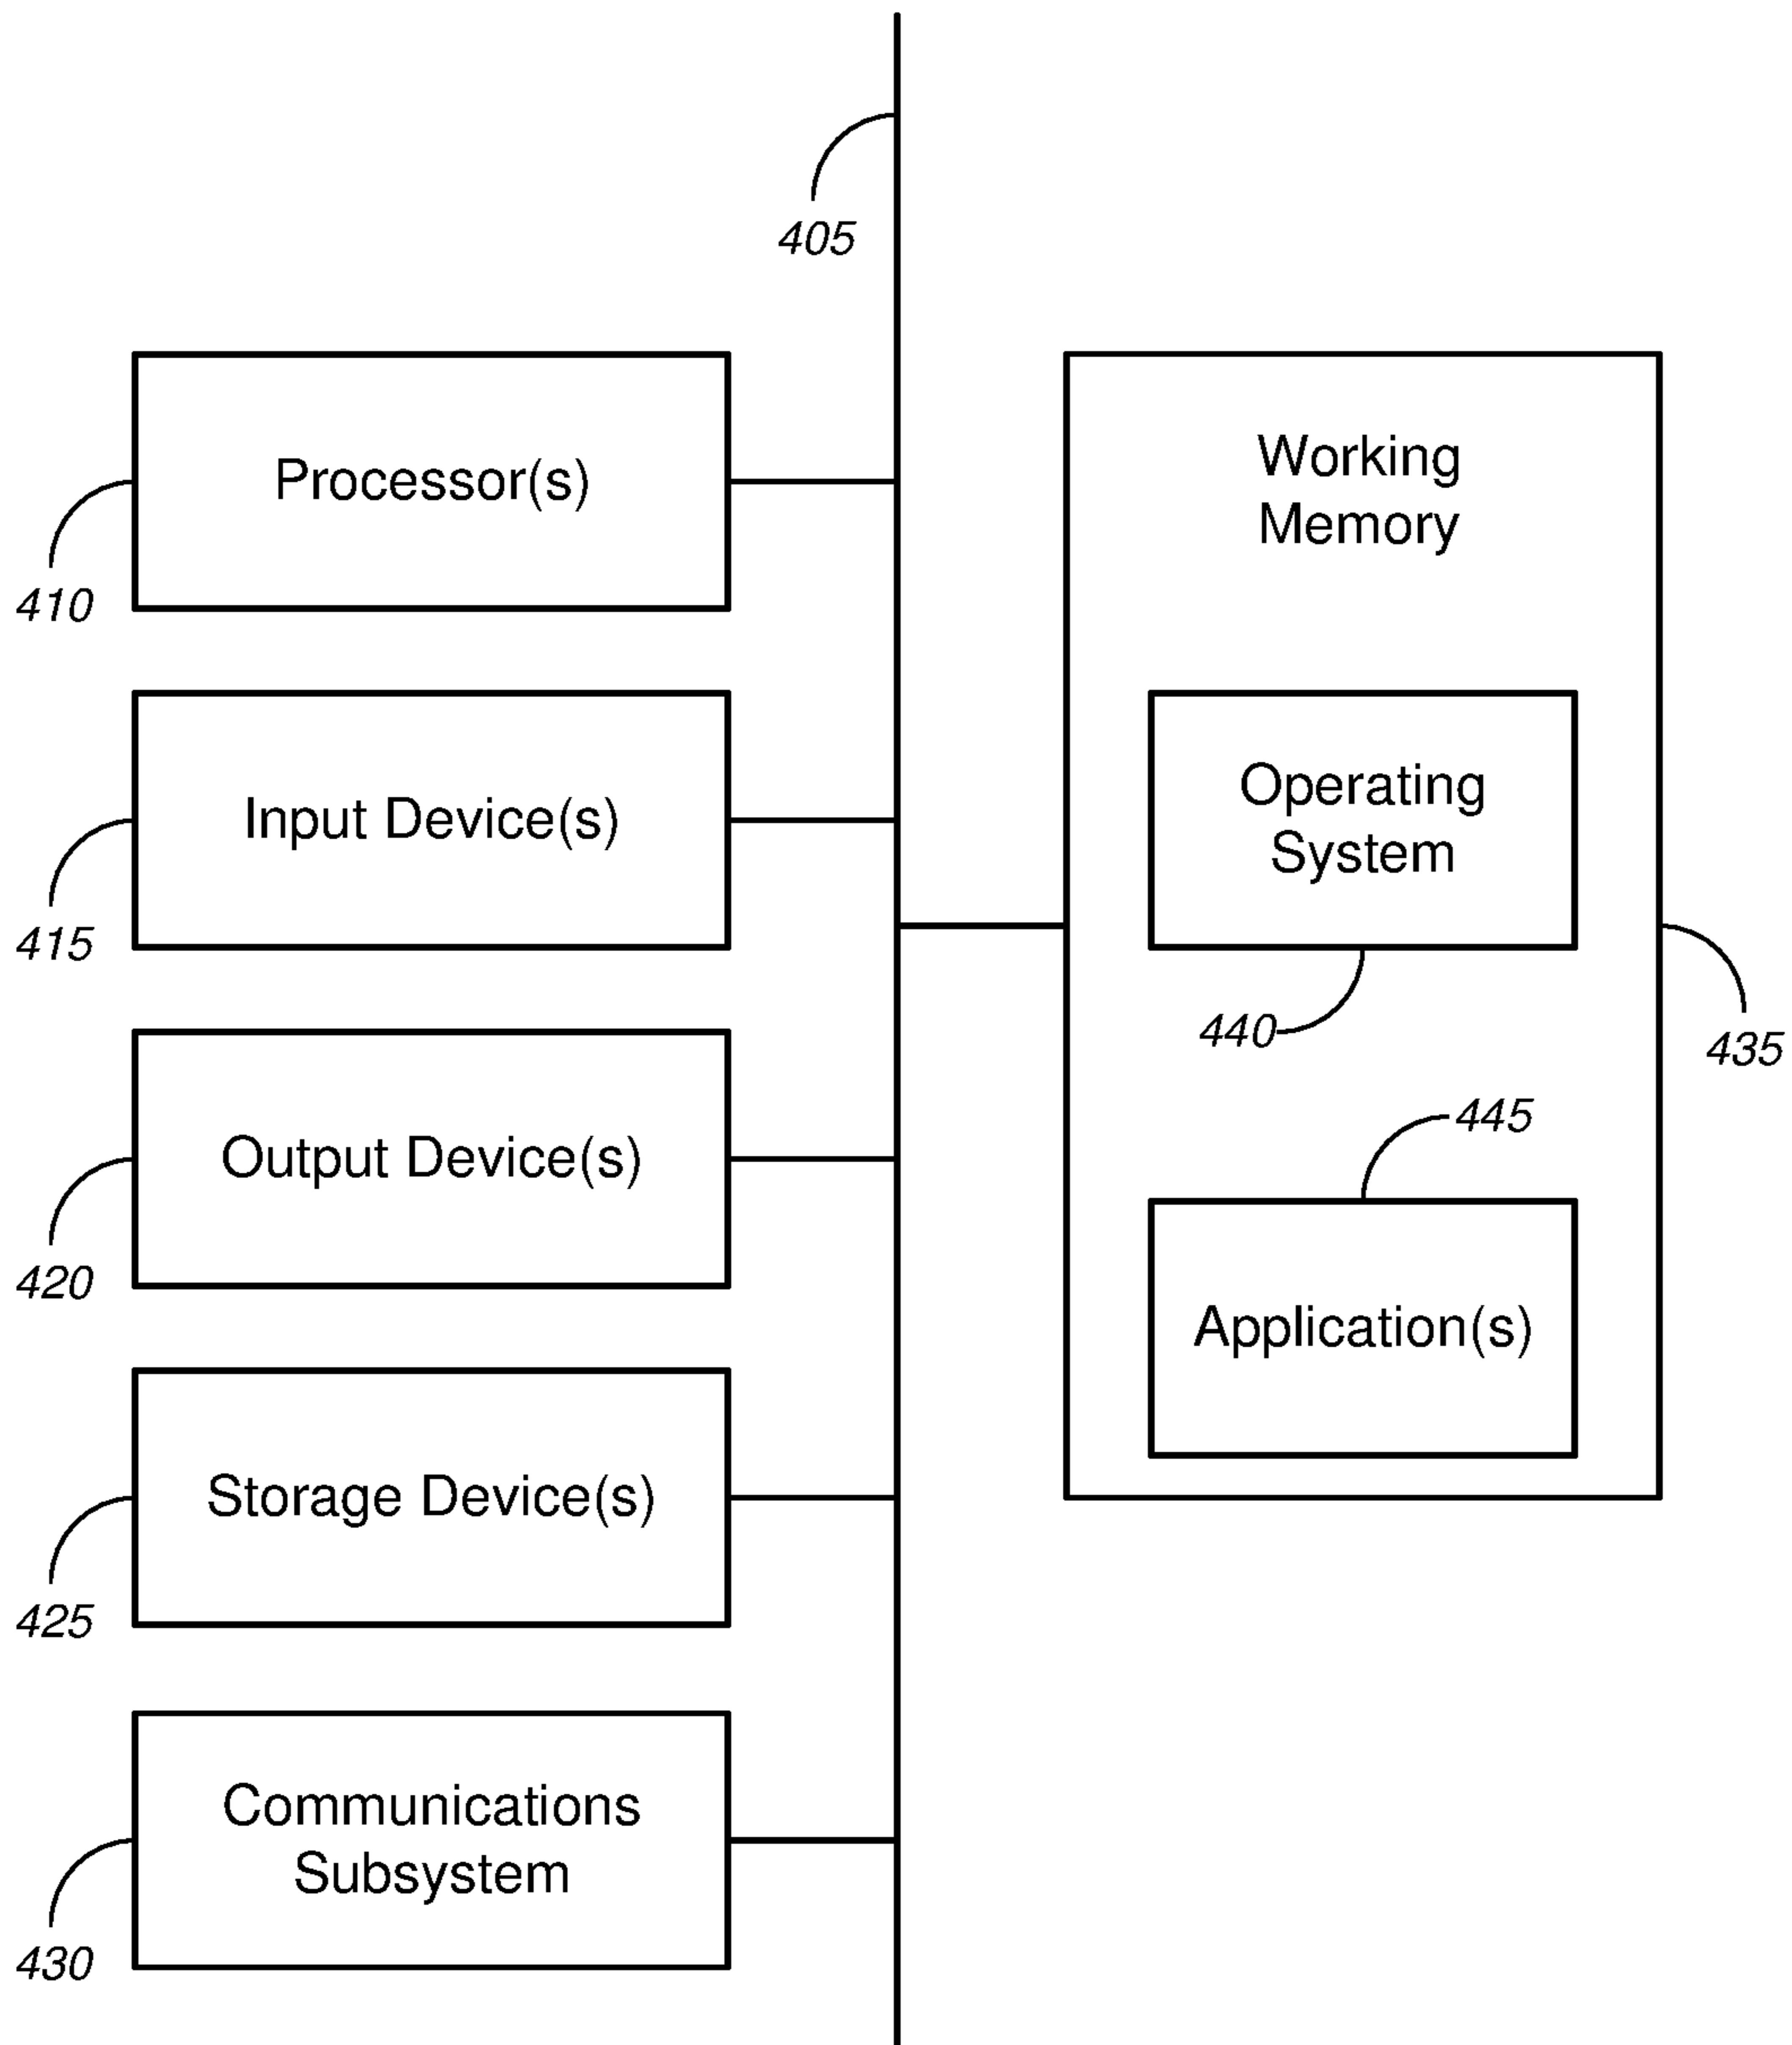 405
Processor(s)
410
Input Device(s)
415
Output Device(s)
420
Storage Device(s)
425
Communications
Subsystem
430
Working
Memory
Operating
System
440
435
445
Application(s)